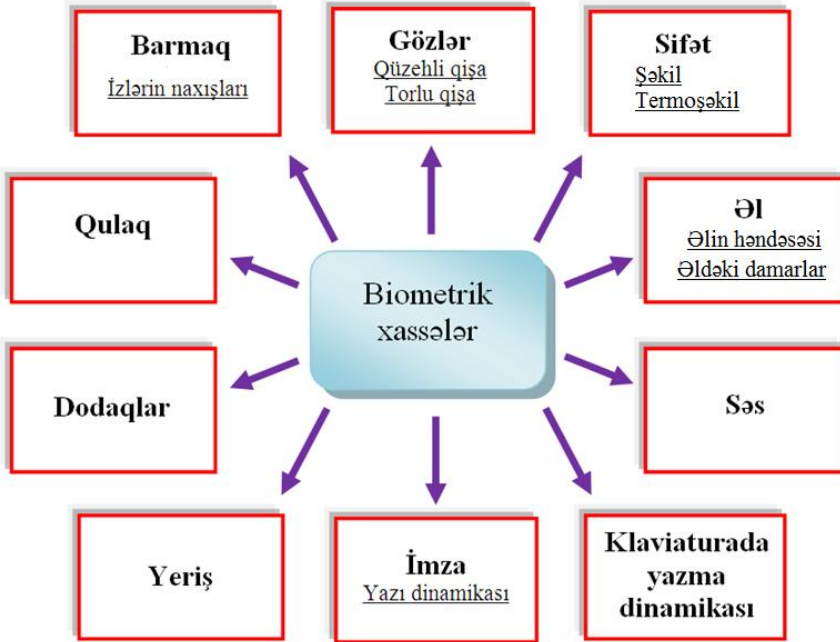 Barmaq
İzlərin naxışları
Gözlər
Qüzehli qişa
Torlu qişa
Sifət
Şəkil
Termoşəkil
Qulaq
Əl
Əlin həndəsəsi
Əldəki damarlar
Biometrik
xassələr
Dodaqlar
Səs
Yeriş
İmza
Yazı dinamikası
Klaviaturada
yazma
dinamikası